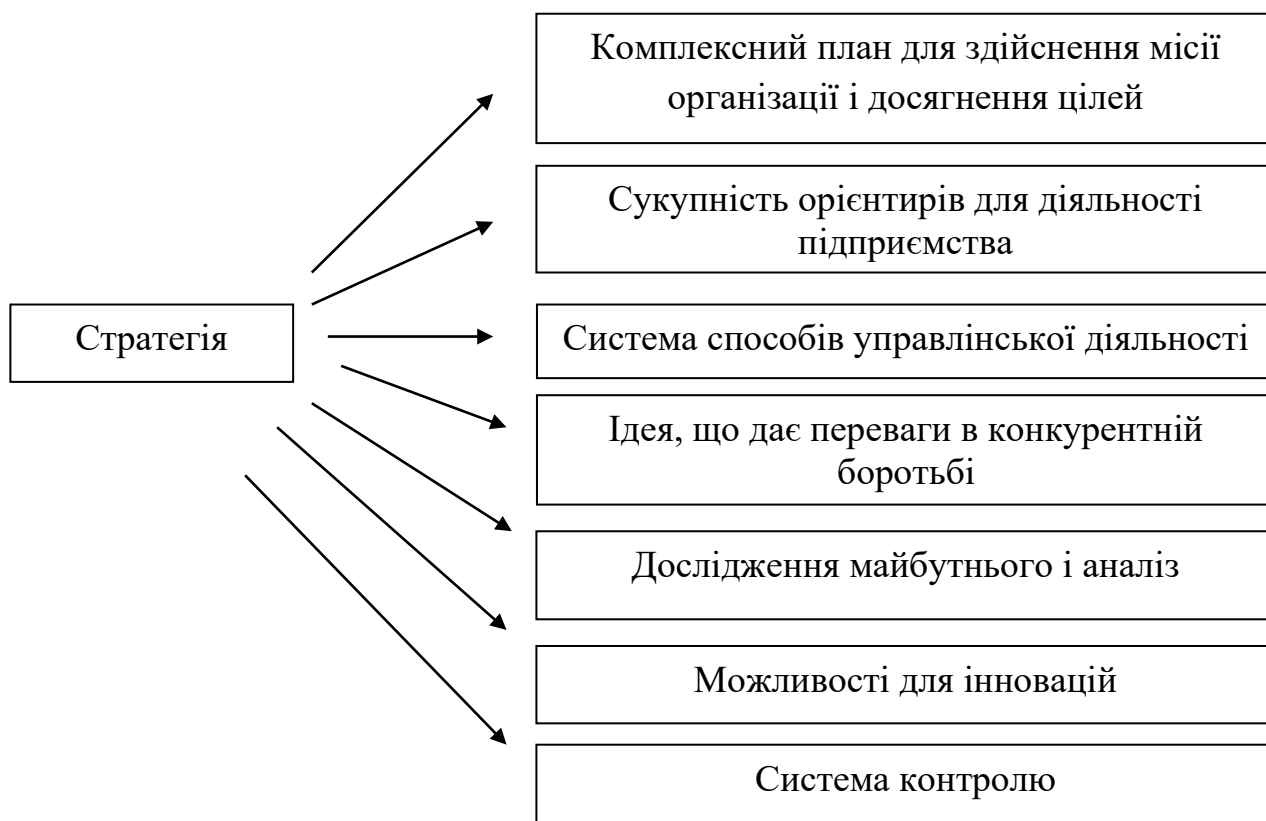 Комплексний план для здійснення місії
організації і досягнення цілей
Сукупність орієнтирів для діяльності
підприємства
Стратегія
Система способів управлінської діяльності
Ідея, що дає переваги в конкурентній
боротьбі
Дослідження майбутнього і аналіз
Можливості для інновацій
Система контролю